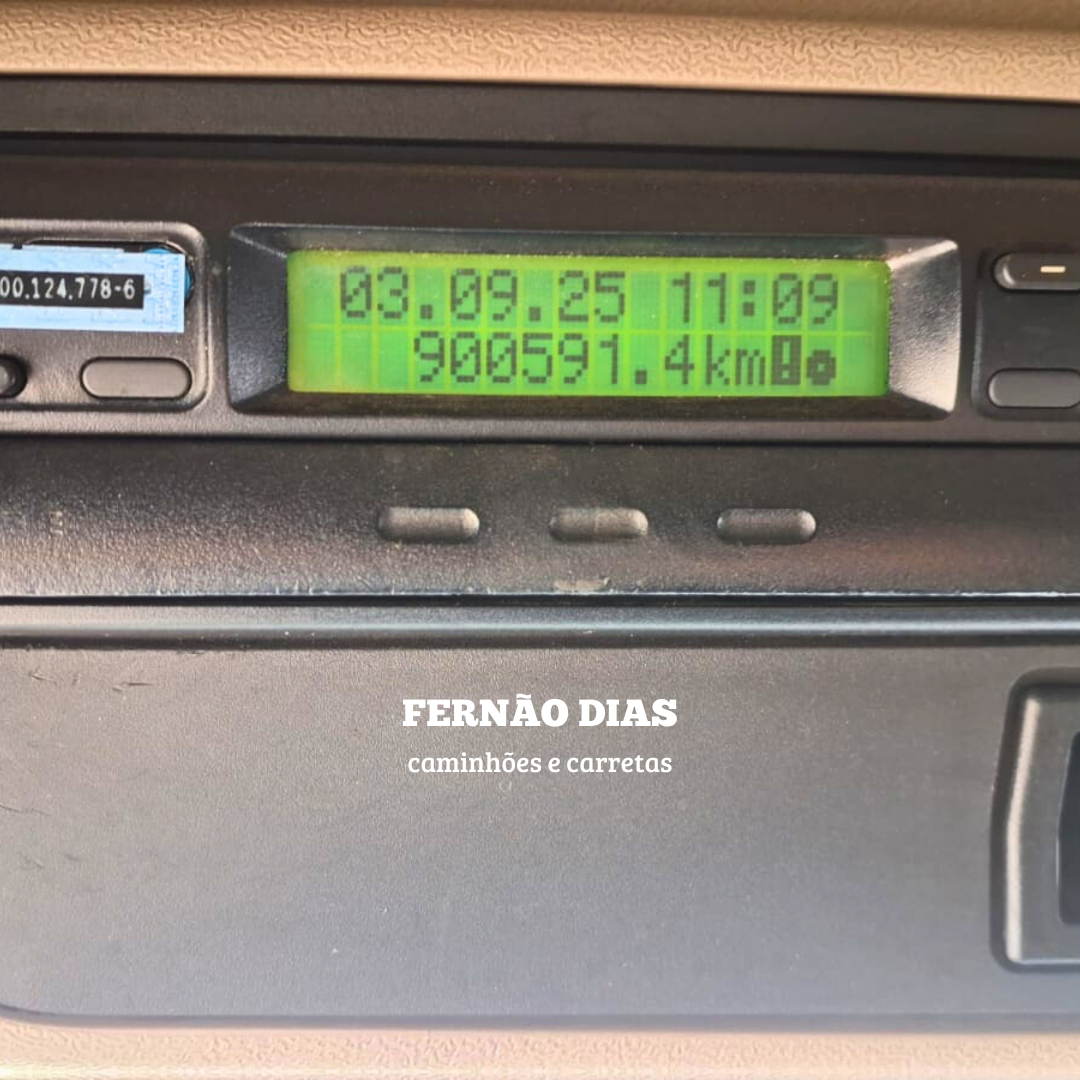 00.124.778-6
03.09.25 11:09
900591.4km
FERNÃO DIAS
caminhões e carretas